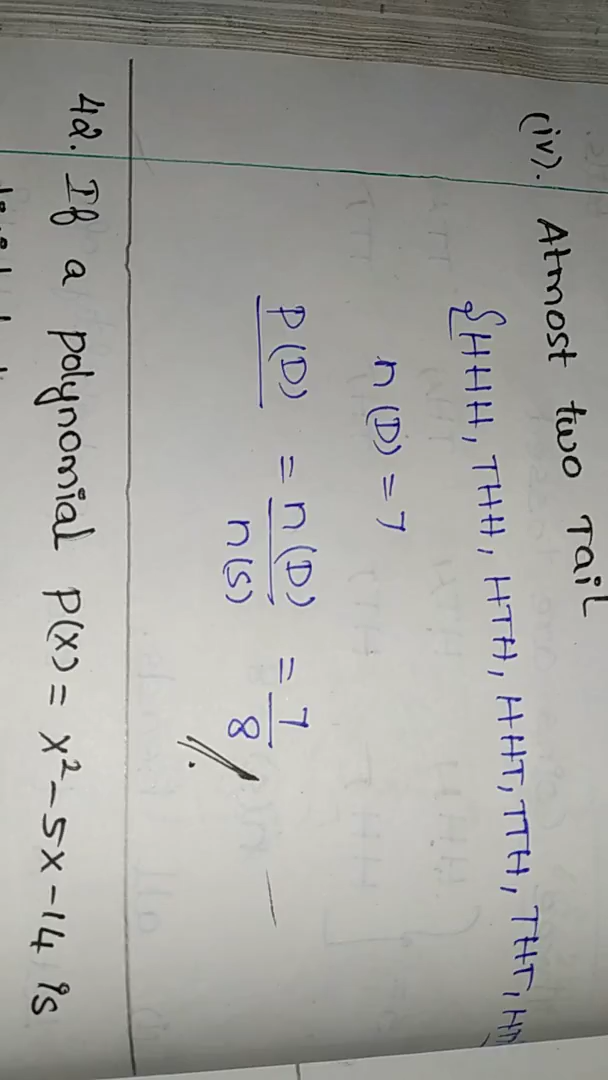 (iv). Atmost two Tail
{HHH, THH, HTH, HHT, TTH, THT,
n(D) = 7
P(D) = n(D)/n(S) = 7/8
42. If a polynomial P(x) = x² - 5x - 14 is